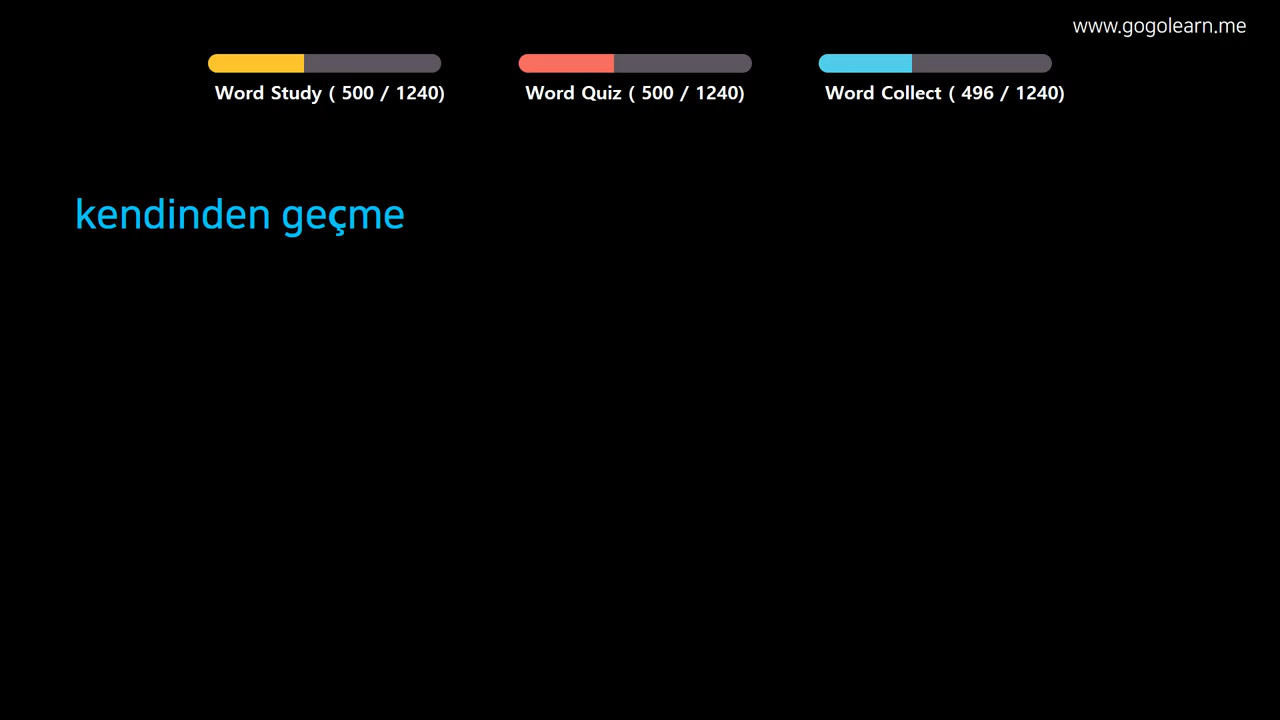 www.gogolearn.me
Word Study ( 500 / 1240)
Word Quiz ( 500 / 1240)
Word Collect ( 496 / 1240)
kendinden geçme